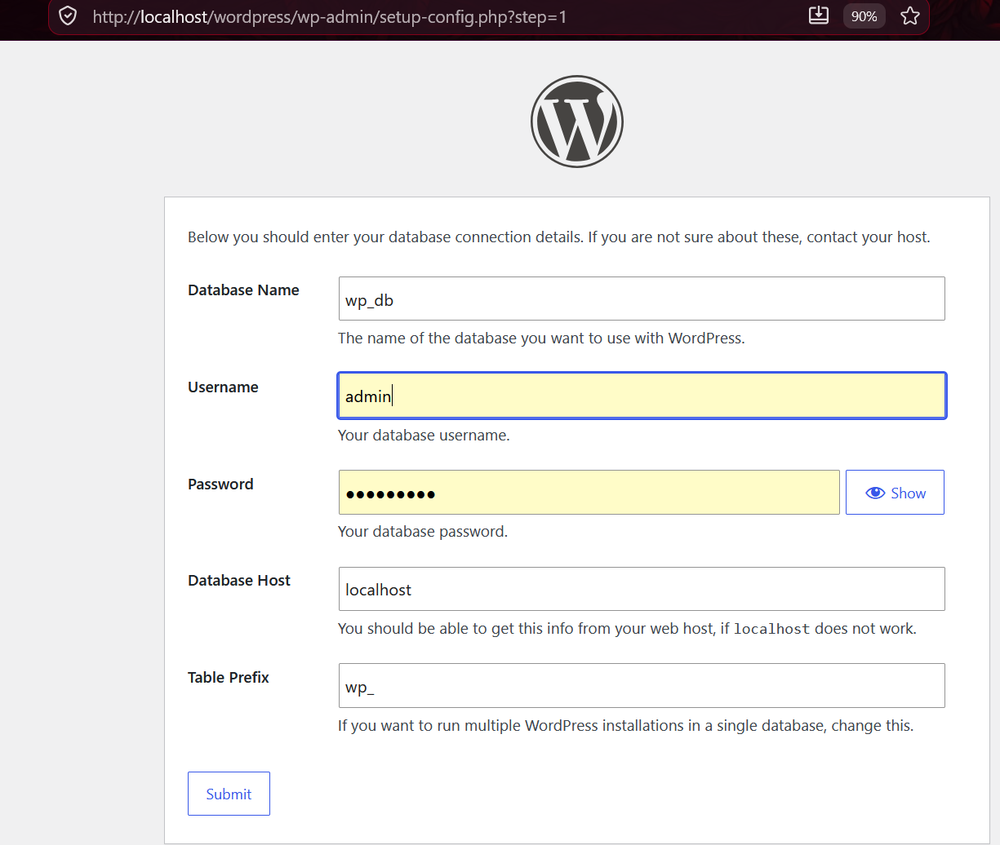 http://localhost/wordpress/wp-admin/setup-config.php?step=1
90%
Below you should enter your database connection details. If you are not sure about these, contact your host.
Database Name
wp_db
The name of the database you want to use with WordPress.
Username
admin
Your database username.
Password
●●●●●●●●●
Show
Your database password.
Database Host
localhost
You should be able to get this info from your web host, if localhost does not work.
Table Prefix
wp_
If you want to run multiple WordPress installations in a single database, change this.
Submit